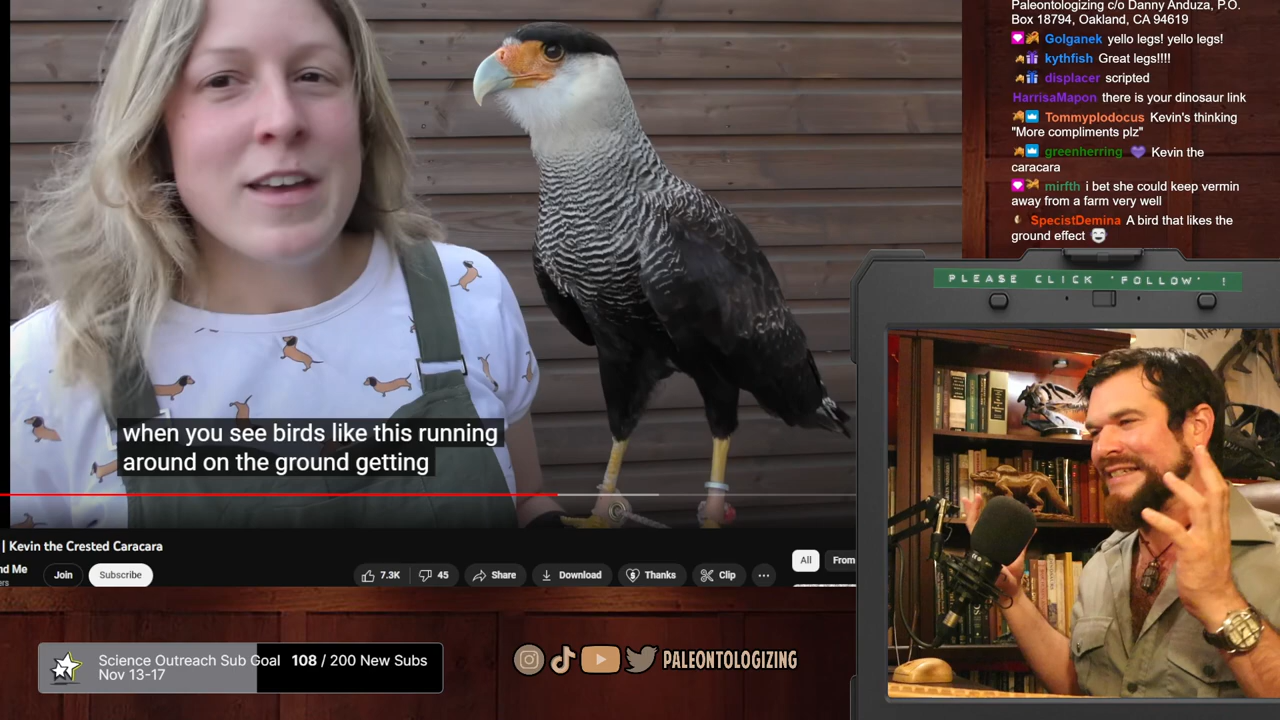 Paleontologizing c/o Danny Anduza, P.O.
Box 18794, Oakland, CA 94619
Golganek yello legs! yello legs!
kythfish Great legs!!!!
displacer scripted
HarrisaMapon there is your dinosaur link
Tommyplodocus Kevin's thinking
"More compliments plz"
greenherring 💜 Kevin the
caracara
mirfth i bet she could keep vermin
away from a farm very well
SpecistDemina A bird that likes the
ground effect
PLEASE CLICK "FOLLOW" !
when you see birds like this running
around on the ground getting
| Kevin the Crested Caracara
nd Me
ers
Join
Subscribe
7.3K
45
Share
Download
Thanks
Clip
...
All
From
Science Outreach Sub Goal 108 / 200 New Subs
Nov 13-17
PALEONTOLOGIZING